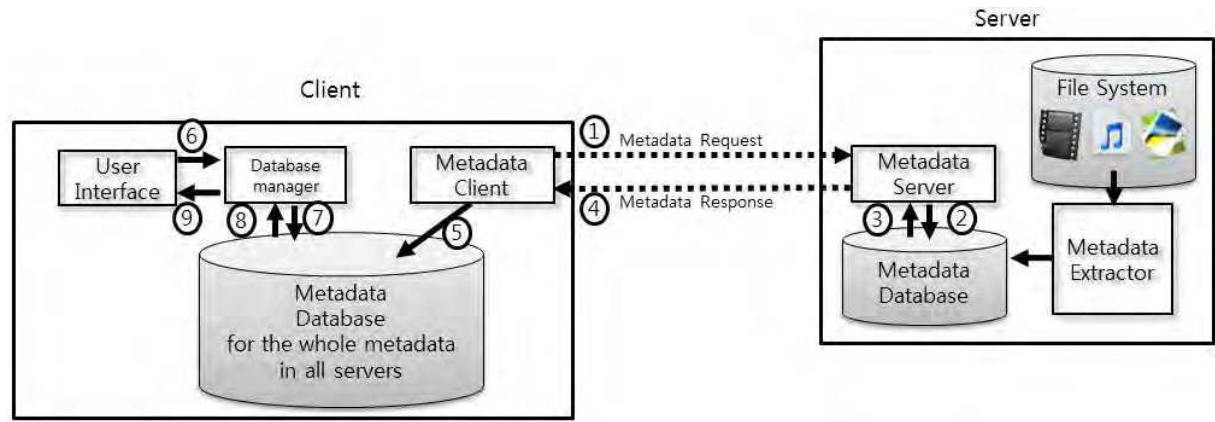 Server
File System
Client
① Metadata Request
⑥
User
Interface
Database
manager
Metadata
Client
Metadata
Server
④ Metadata Response
⑨
⑧
⑦
⑤
③
②
Metadata
Extractor
Metadata
Database
Metadata
Database
for the whole metadata
in all servers